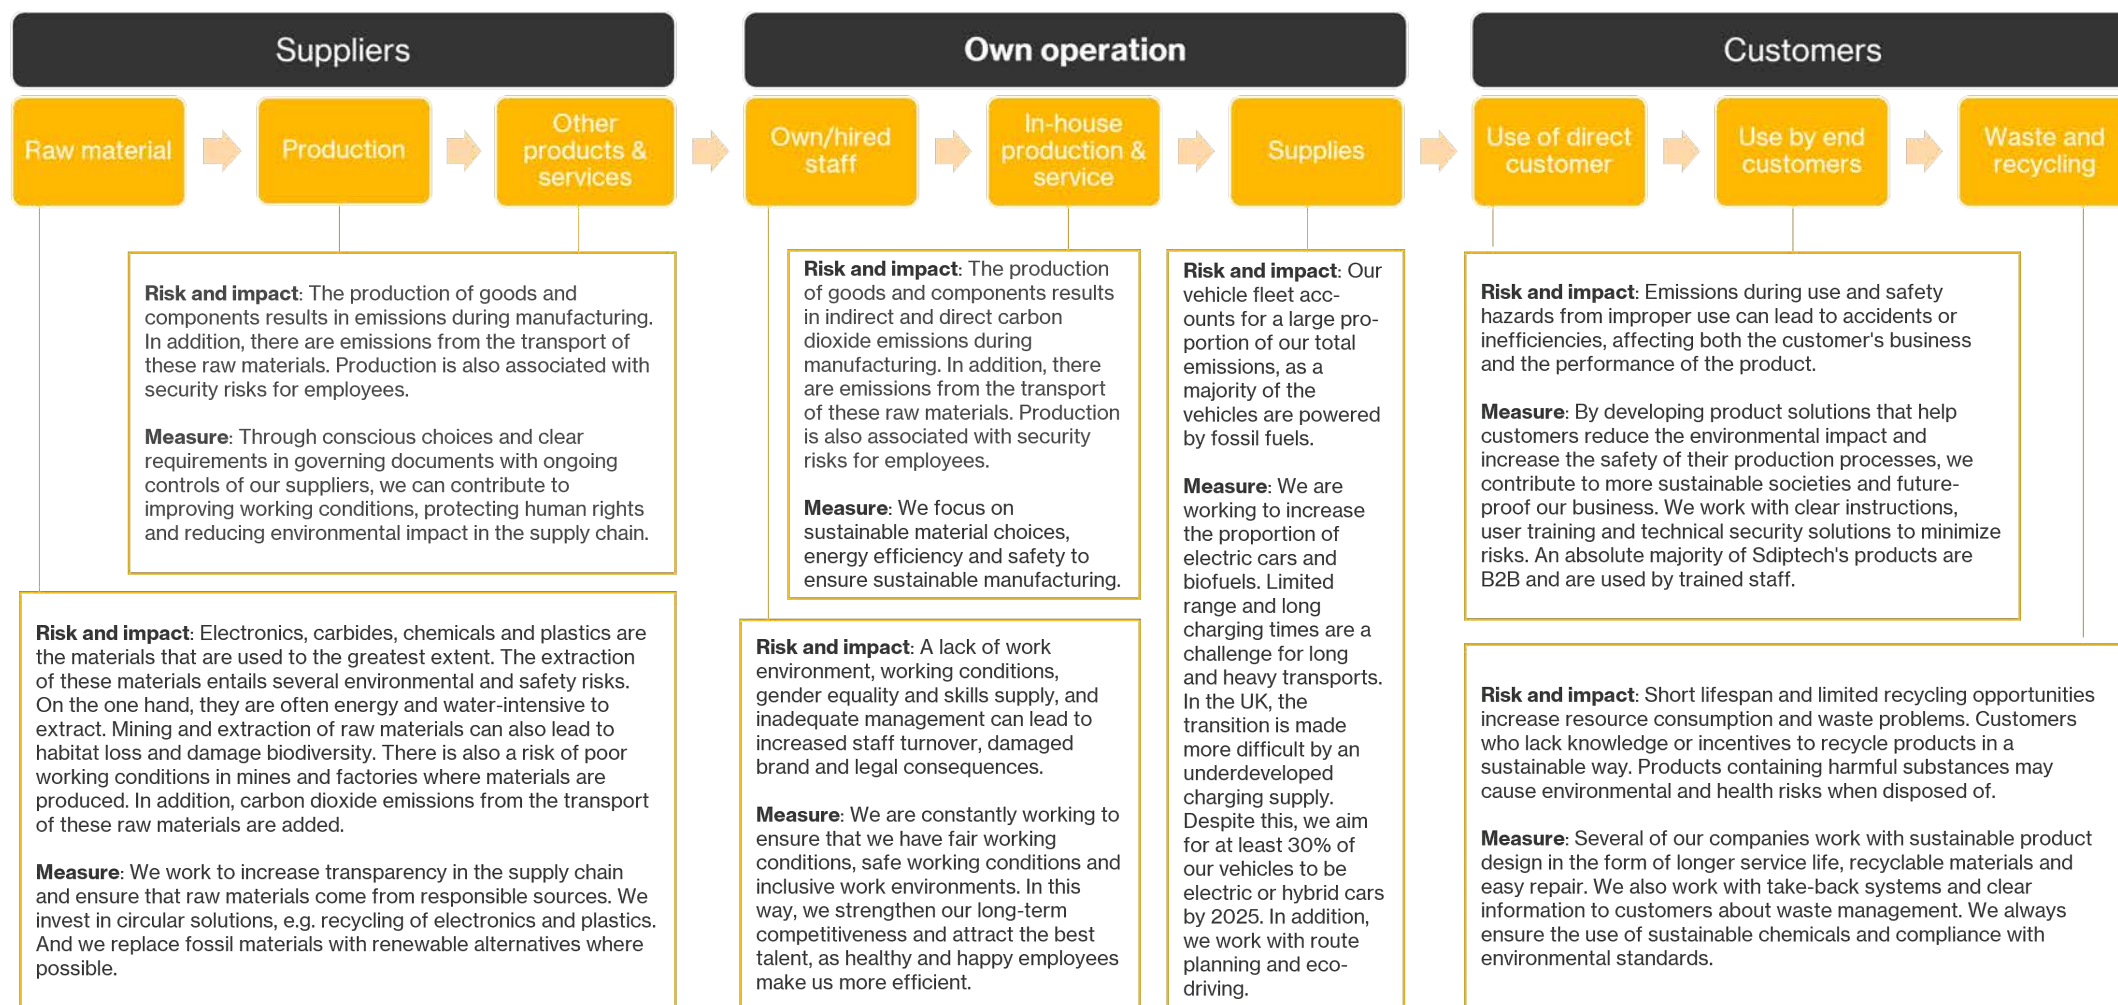 Suppliers
Own operation
Customers
Raw material
Production
Other
products &
services
Own/hired
staff
In-house
production &
service
Supplies
Use of direct
customer
Use by end
customers
Waste and
recycling
Risk and impact: The production of goods and
components results in emissions during manufacturing.
In addition, there are emissions from the transport of
these raw materials. Production is also associated with
security risks for employees.
Measure: Through conscious choices and clear
requirements in governing documents with ongoing
controls of our suppliers, we can contribute to
improving working conditions, protecting human rights
and reducing environmental impact in the supply chain.
Risk and impact: Electronics, carbides, chemicals and plastics are
the materials that are used to the greatest extent. The extraction
of these materials entails several environmental and safety risks.
On the one hand, they are often energy and water-intensive to
extract. Mining and extraction of raw materials can also lead to
habitat loss and damage biodiversity. There is also a risk of poor
working conditions in mines and factories where materials are
produced. In addition, carbon dioxide emissions from the transport
of these raw materials are added.
Measure: We work to increase transparency in the supply chain
and ensure that raw materials come from responsible sources. We
invest in circular solutions, e.g. recycling of electronics and plastics.
And we replace fossil materials with renewable alternatives where
possible.
Risk and impact: The production
of goods and components results
in indirect and direct carbon
dioxide emissions during
manufacturing. In addition, there
are emissions from the transport
of these raw materials. Production
is also associated with security
risks for employees.
Measure: We focus on
sustainable material choices,
energy efficiency and safety to
ensure sustainable manufacturing.
Risk and impact: A lack of work
environment, working conditions,
gender equality and skills supply, and
inadequate management can lead to
increased staff turnover, damaged
brand and legal consequences.
Measure: We are constantly working to
ensure that we have fair working
conditions, safe working conditions and
inclusive work environments. In this
way, we strengthen our long-term
competitiveness and attract the best
talent, as healthy and happy employees
make us more efficient.
Risk and impact: Our
vehicle fleet acc-
ounts for a large pro-
portion of our total
emissions, as a
majority of the
vehicles are powered
by fossil fuels.
Measure: We are
working to increase
the proportion of
electric cars and
biofuels. Limited
range and long
charging times are a
challenge for long
and heavy transports.
In the UK, the
transition is made
more difficult by an
underdeveloped
charging supply.
Despite this, we aim
for at least 30% of
our vehicles to be
electric or hybrid cars
by 2025. In addition,
we work with route
planning and eco-
driving.
Risk and impact: Emissions during use and safety
hazards from improper use can lead to accidents or
inefficiencies, affecting both the customer's business
and the performance of the product.
Measure: By developing product solutions that help
customers reduce the environmental impact and
increase the safety of their production processes, we
contribute to more sustainable societies and future-
proof our business. We work with clear instructions,
user training and technical security solutions to minimize
risks. An absolute majority of Sdiptech's products are
B2B and are used by trained staff.
Risk and impact: Short lifespan and limited recycling opportunities
increase resource consumption and waste problems. Customers
who lack knowledge or incentives to recycle products in a
sustainable way. Products containing harmful substances may
cause environmental and health risks when disposed of.
Measure: Several of our companies work with sustainable product
design in the form of longer service life, recyclable materials and
easy repair. We also work with take-back systems and clear
information to customers about waste management. We always
ensure the use of sustainable chemicals and compliance with
environmental standards.